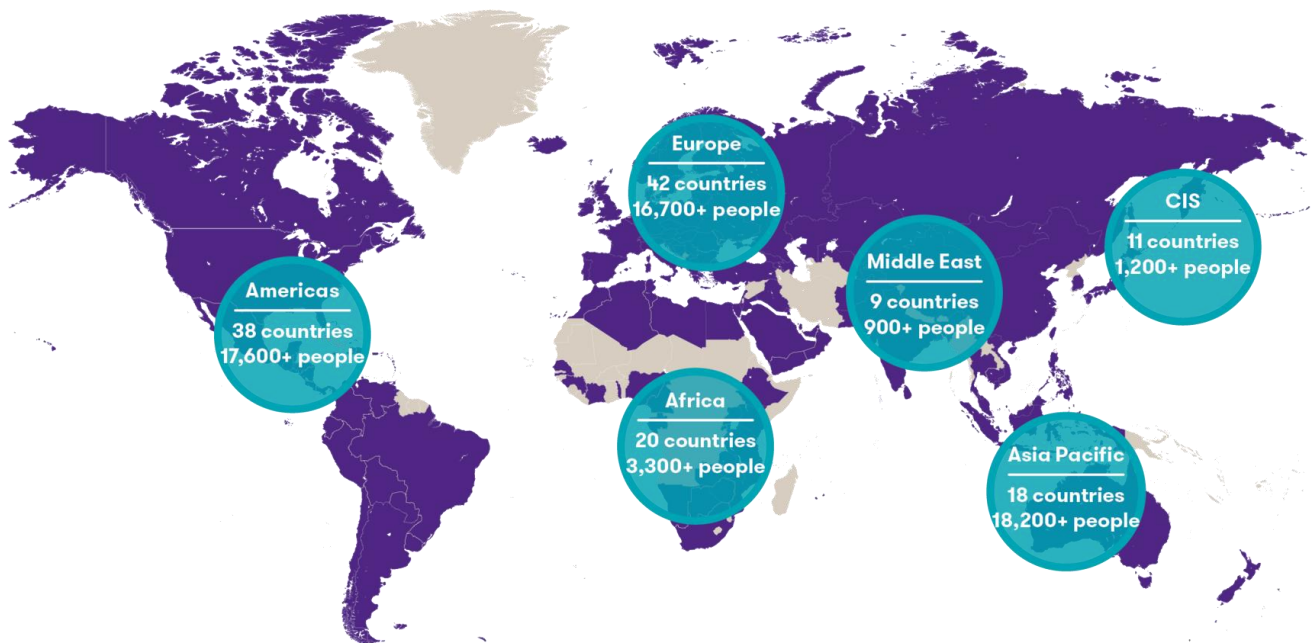 Europe
42 countries
16,700+ people
CIS
11 countries
1,200+ people
Middle East
9 countries
900+ people
Americas
38 countries
17,600+ people
Africa
20 countries
3,300+ people
Asia Pacific
18 countries
18,200+ people